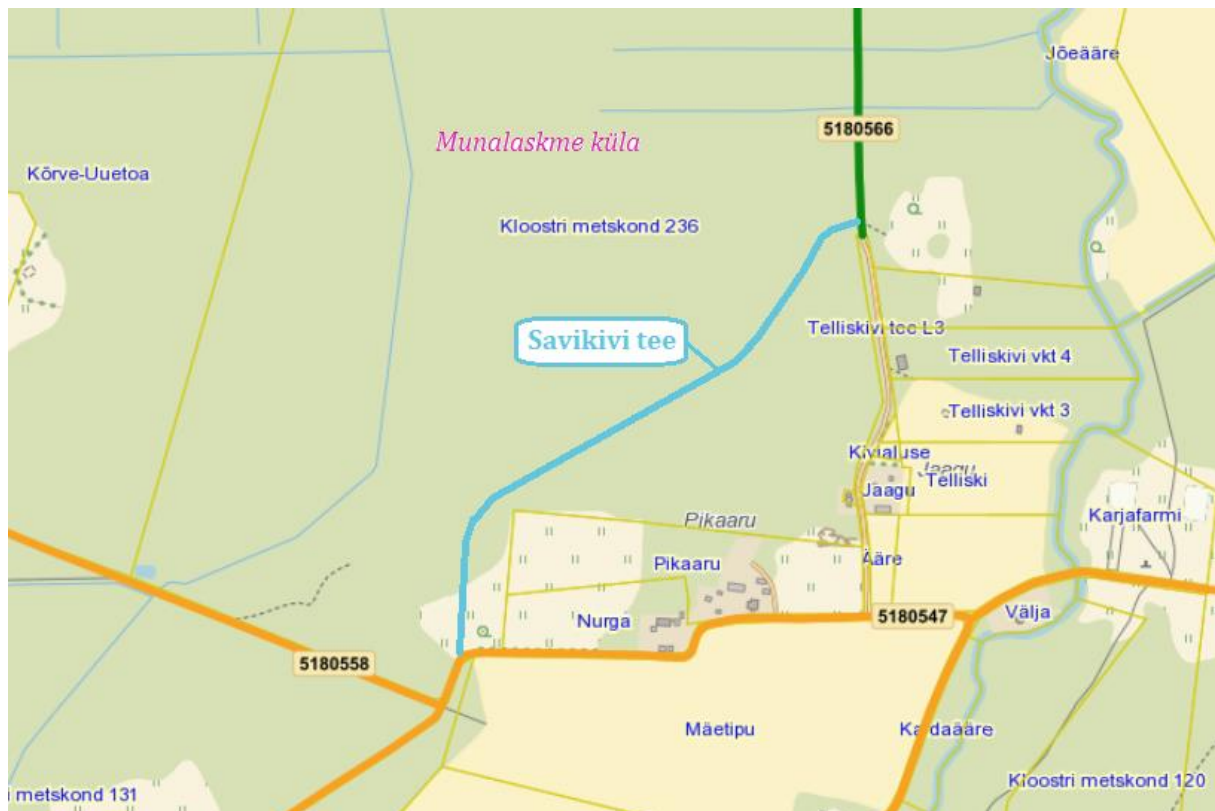 Jõeääre
5180566
Munalaskme küla
Kõrve-Uuetoa
Kloostri metskond 236
Savikivi tee
Telliskivi tee L3
Telliskivi vkt 4
Telliskivi vkt 3
Kivialuse
Jaagu
Telliski
Jaagu
Karjafarmi
Pikaaru
Pikaaru
Ääre
Nurga
5180547
Välja
5180558
Mäetipu
Kaldaääre
Kloostri metskond 120
i metskond 131